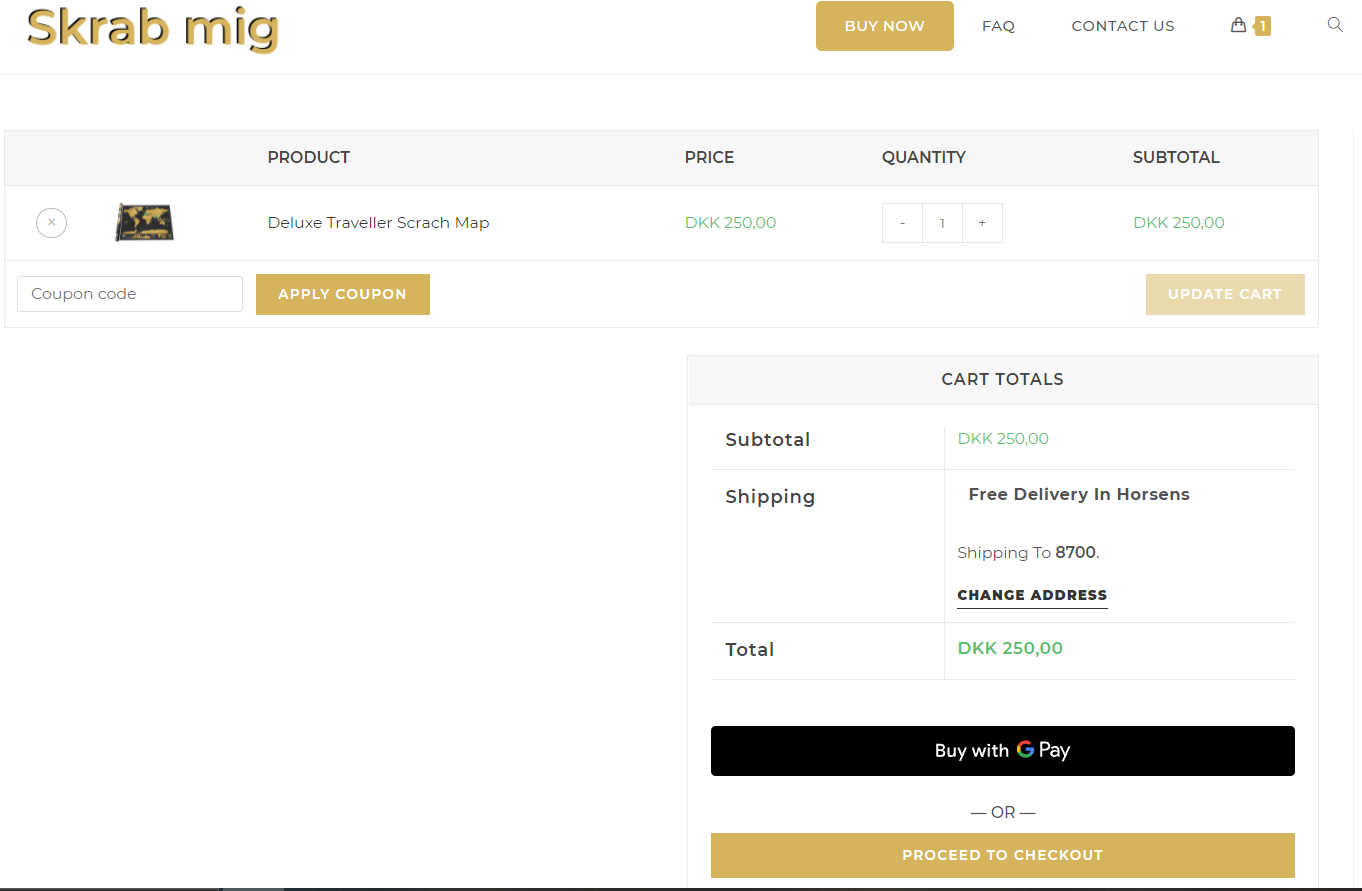 Skrab mig
BUY NOW
FAQ
CONTACT US
1
PRODUCT
PRICE
QUANTITY
SUBTOTAL
×
Deluxe Traveller Scrach Map
DKK 250,00
- 1 +
DKK 250,00
Coupon code
APPLY COUPON
UPDATE CART
CART TOTALS
Subtotal
DKK 250,00
Shipping
Free Delivery In Horsens
Shipping To 8700.
CHANGE ADDRESS
Total
DKK 250,00
Buy with G Pay
— OR —
PROCEED TO CHECKOUT